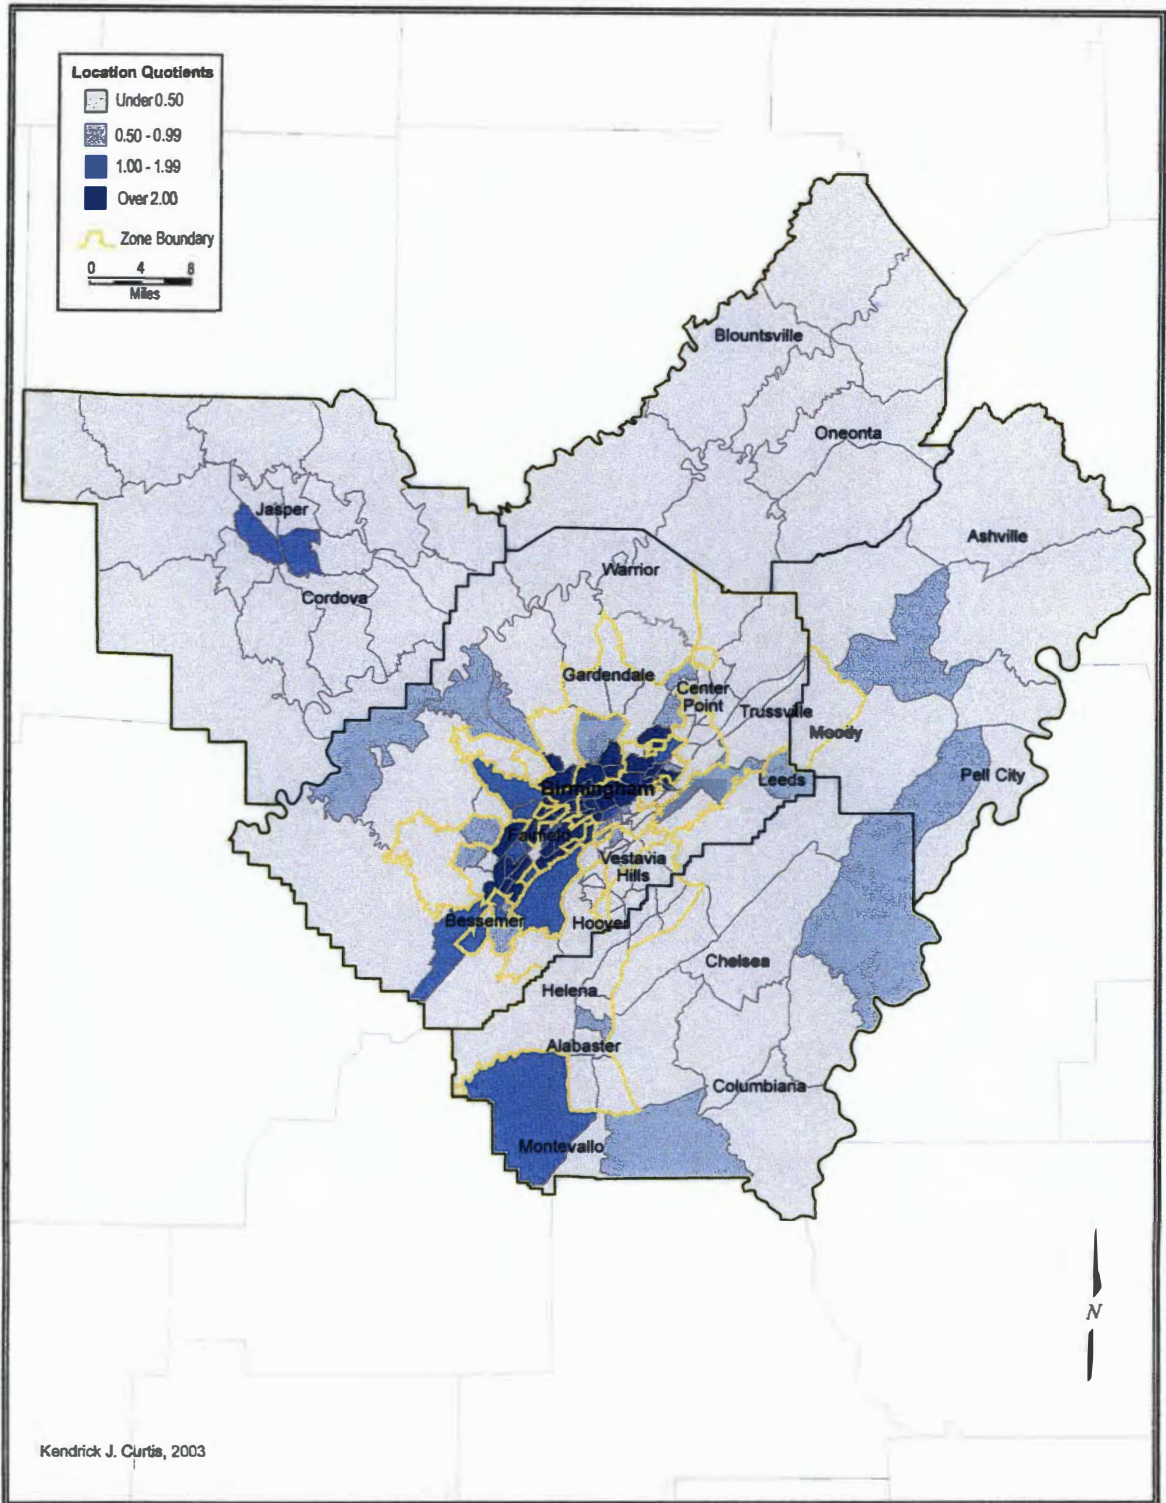 Location Quotients
Under 0.50
0.50 - 0.99
1.00 - 1.99
Over 2.00
Zone Boundary
0 4 8
Miles
Blountsville
Oneonta
Jasper
Ashville
Warrior
Cordova
Gardendale
Center
Point
Trussville
Moody
Leeds
Pell City
Birmingham
Fairfield
Vestavia
Hills
Bessemer
Hoover
Chelsea
Helena
Alabaster
Columbiana
Montevallo
N
Kendrick J. Curtis, 2003